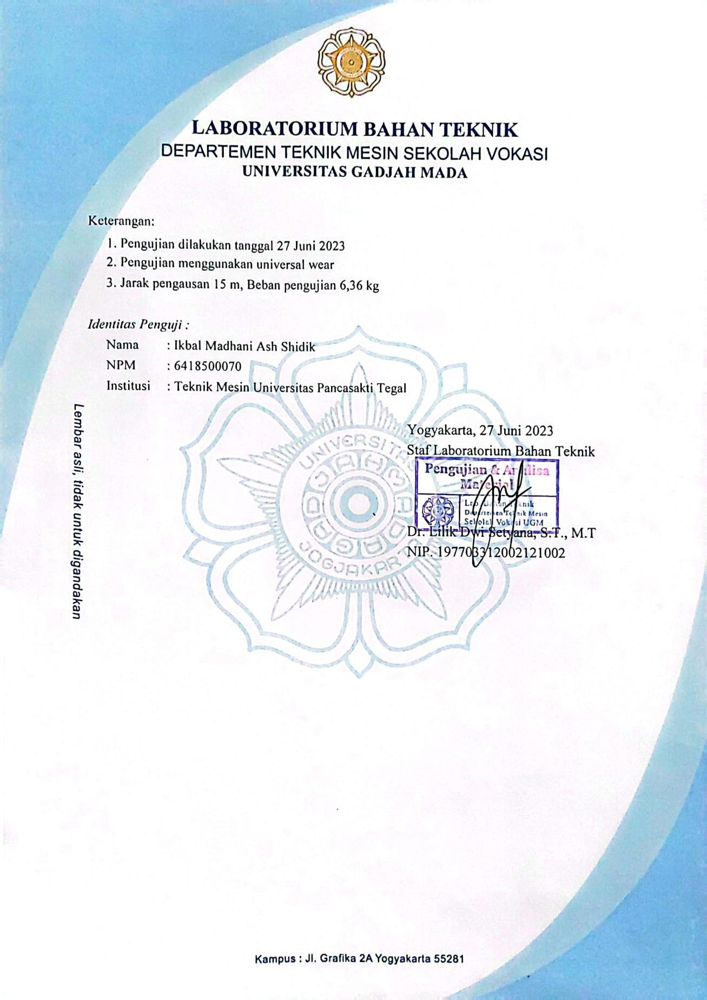 LABORATORIUM BAHAN TEKNIK
DEPARTEMEN TEKNIK MESIN SEKOLAH VOKASI
UNIVERSITAS GADJAH MADA
Keterangan:
1. Pengujian dilakukan tanggal 27 Juni 2023
2. Pengujian menggunakan universal wear
3. Jarak pengausan 15 m, Beban pengujian 6,36 kg
Identitas Penguji :
Nama : Ikbal Madhani Ash Shidik
NPM : 6418500070
Institusi : Teknik Mesin Universitas Pancasakti Tegal
Lembar asli, tidak untuk digandakan
UNIVERSITAS
GADJAH MADA
JOGJAKARTA
Yogyakarta, 27 Juni 2023
Staf Laboratorium Bahan Teknik
Pengujian & Analisa
Material
Lab. Bahan Teknik
Departemen Teknik Mesin
Sekolah Vokasi UGM
Dr. Lilik Dwi Setyana, S.T., M.T
NIP. 197703312002121002
Kampus : Jl. Grafika 2A Yogyakarta 55281